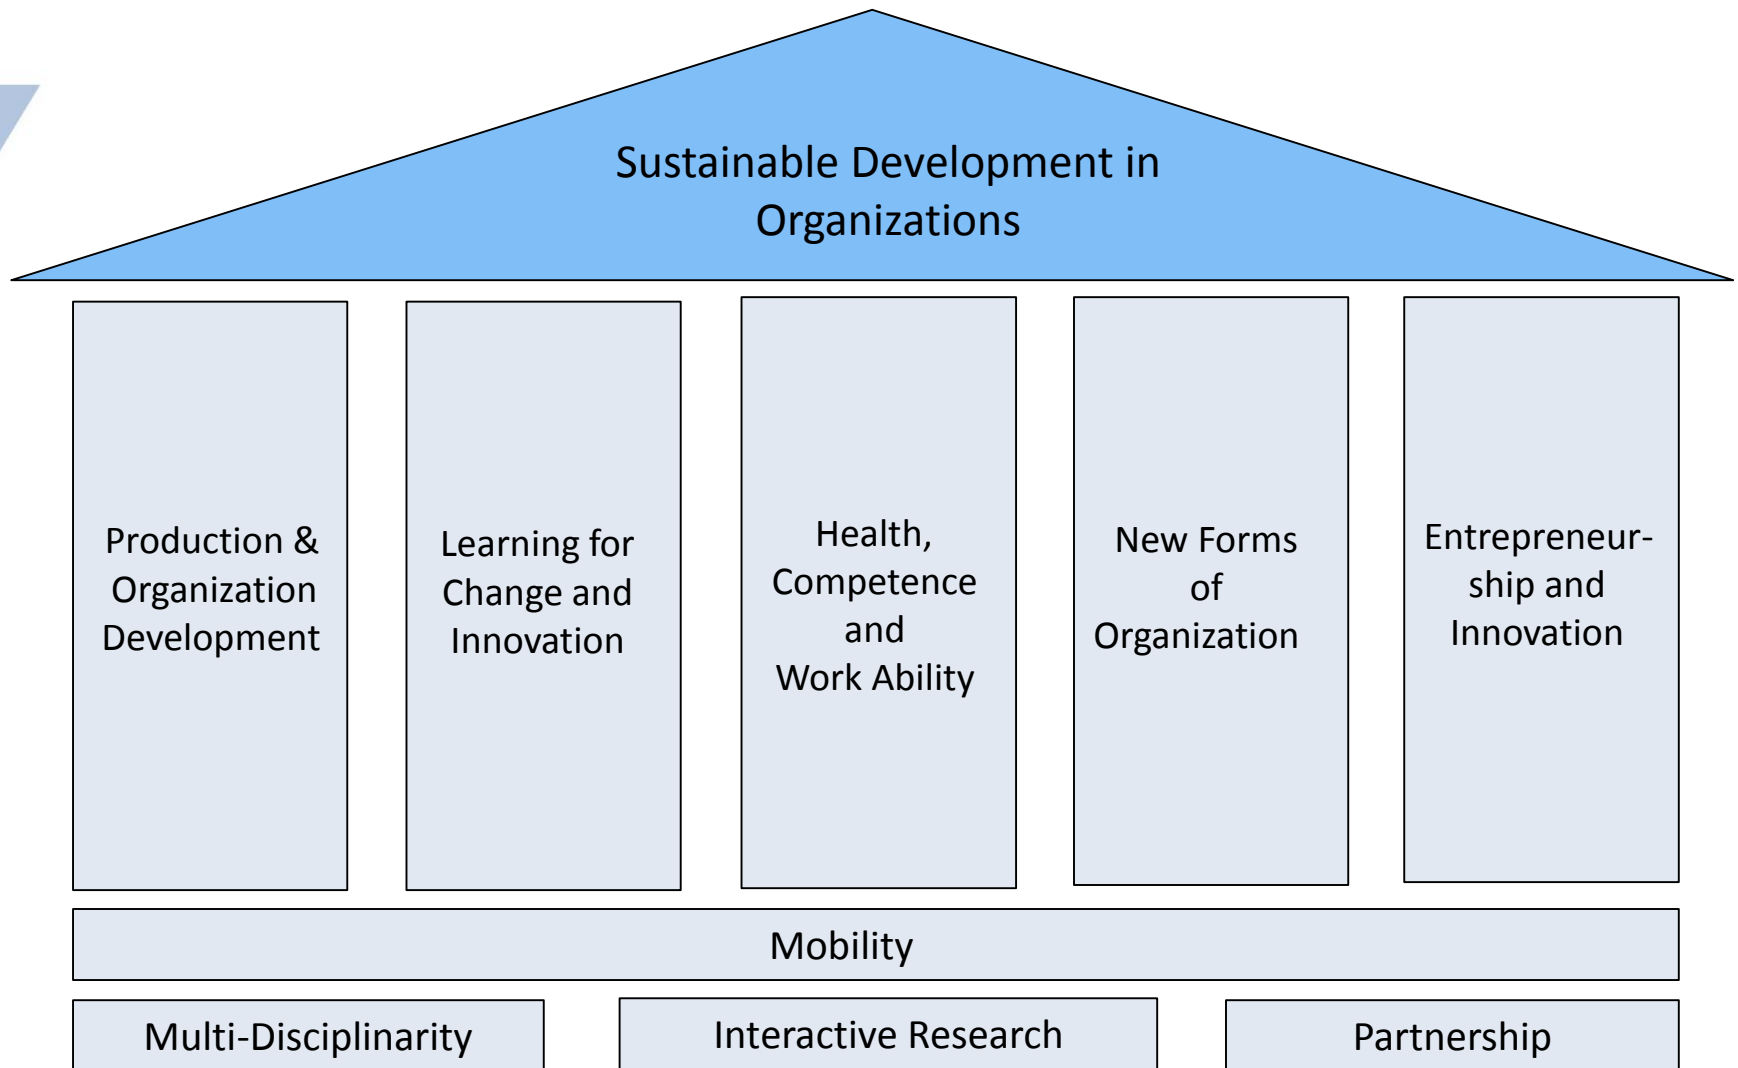 Sustainable Development in
Organizations
Production &
Organization
Development
Learning for
Change and
Innovation
Health,
Competence
and
Work Ability
New Forms
of
Organization
Entrepreneur-
ship and
Innovation
Mobility
Multi-Disciplinarity
Interactive Research
Partnership